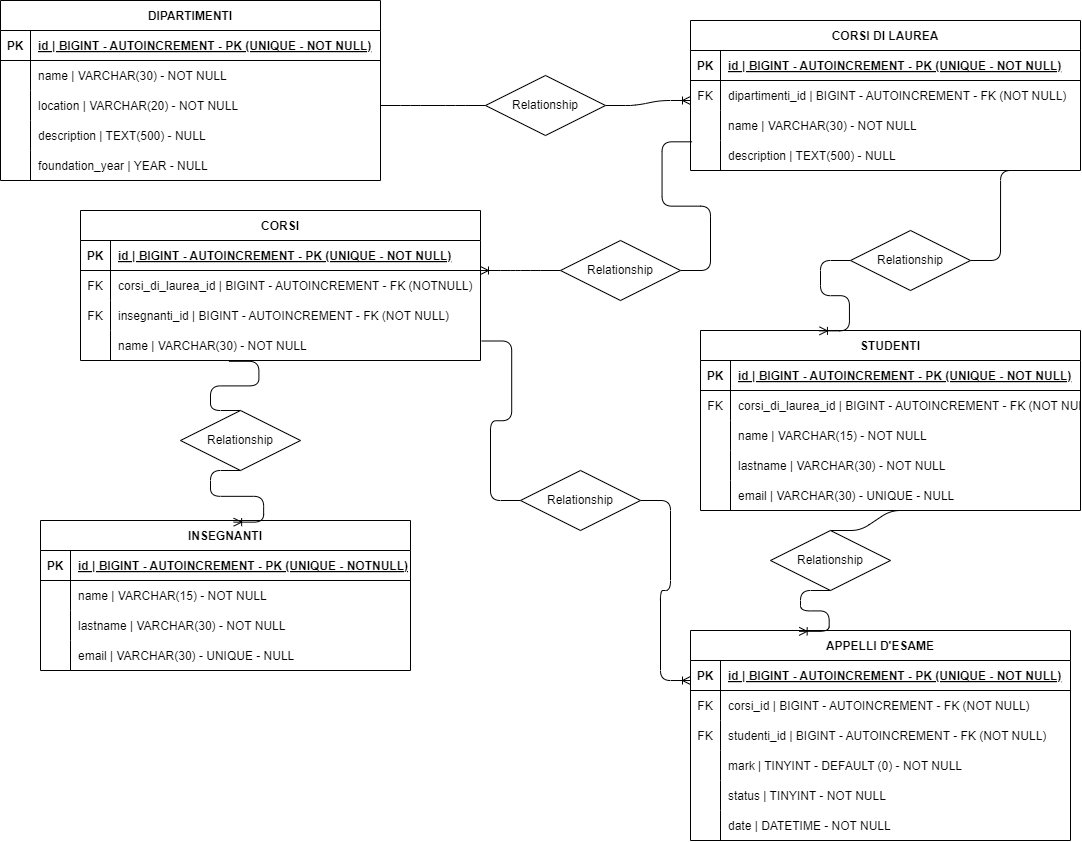 DIPARTIMENTI
PK id | BIGINT - AUTOINCREMENT - PK (UNIQUE - NOT NULL)
name | VARCHAR(30) - NOT NULL
location | VARCHAR(20) - NOT NULL
description | TEXT(500) - NULL
foundation_year | YEAR - NULL
Relationship
CORSI DI LAUREA
PK id | BIGINT - AUTOINCREMENT - PK (UNIQUE - NOT NULL)
FK dipartimenti_id | BIGINT - AUTOINCREMENT - FK (NOT NULL)
name | VARCHAR(30) - NOT NULL
description | TEXT(500) - NULL
CORSI
PK id | BIGINT - AUTOINCREMENT - PK (UNIQUE - NOT NULL)
FK corsi_di_laurea_id | BIGINT - AUTOINCREMENT - FK (NOTNULL)
FK insegnanti_id | BIGINT - AUTOINCREMENT - FK (NOT NULL)
name | VARCHAR(30) - NOT NULL
Relationship
Relationship
STUDENTI
PK id | BIGINT - AUTOINCREMENT - PK (UNIQUE - NOT NULL)
FK corsi_di_laurea_id | BIGINT - AUTOINCREMENT - FK (NOT NU
name | VARCHAR(15) - NOT NULL
lastname | VARCHAR(30) - NOT NULL
email | VARCHAR(30) - UNIQUE - NULL
Relationship
Relationship
INSEGNANTI
PK id | BIGINT - AUTOINCREMENT - PK (UNIQUE - NOTNULL)
name | VARCHAR(15) - NOT NULL
lastname | VARCHAR(30) - NOT NULL
email | VARCHAR(30) - UNIQUE - NULL
Relationship
APPELLI D'ESAME
PK id | BIGINT - AUTOINCREMENT - PK (UNIQUE - NOT NULL)
FK corsi_id | BIGINT - AUTOINCREMENT - FK (NOT NULL)
FK studenti_id | BIGINT - AUTOINCREMENT - FK (NOT NULL)
mark | TINYINT - DEFAULT (0) - NOT NULL
status | TINYINT - NOT NULL
date | DATETIME - NOT NULL